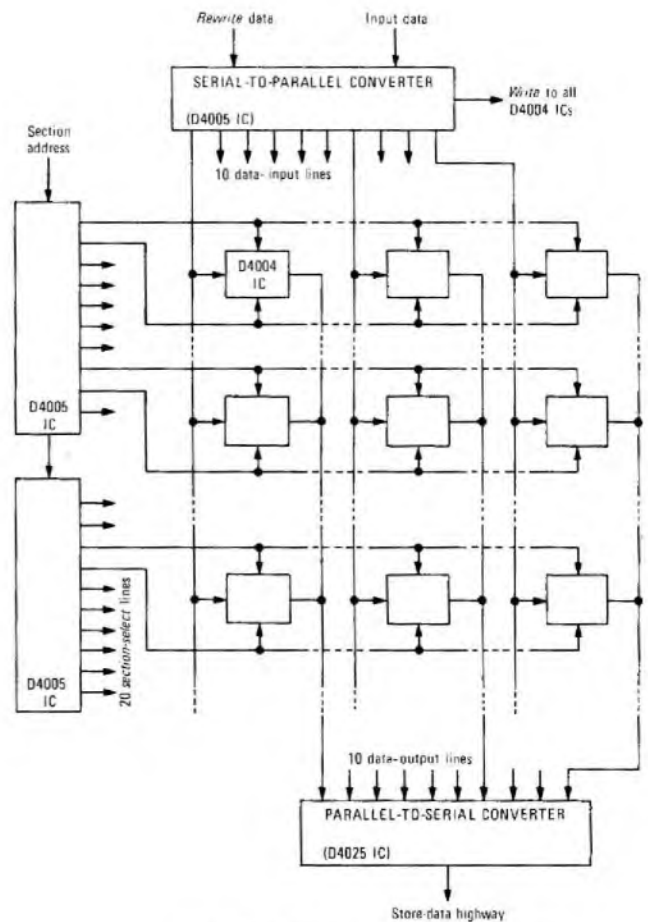 Rewrite data
Input data
SERIAL-TO-PARALLEL CONVERTER
(D4005 IC)
Write to all
D4004 ICs
Section
address
10 data-input lines
D4004
IC
D4005
IC
20 section-select lines
D4005
IC
10 data-output lines
PARALLEL-TO-SERIAL CONVERTER
(D4025 IC)
Store-data highway